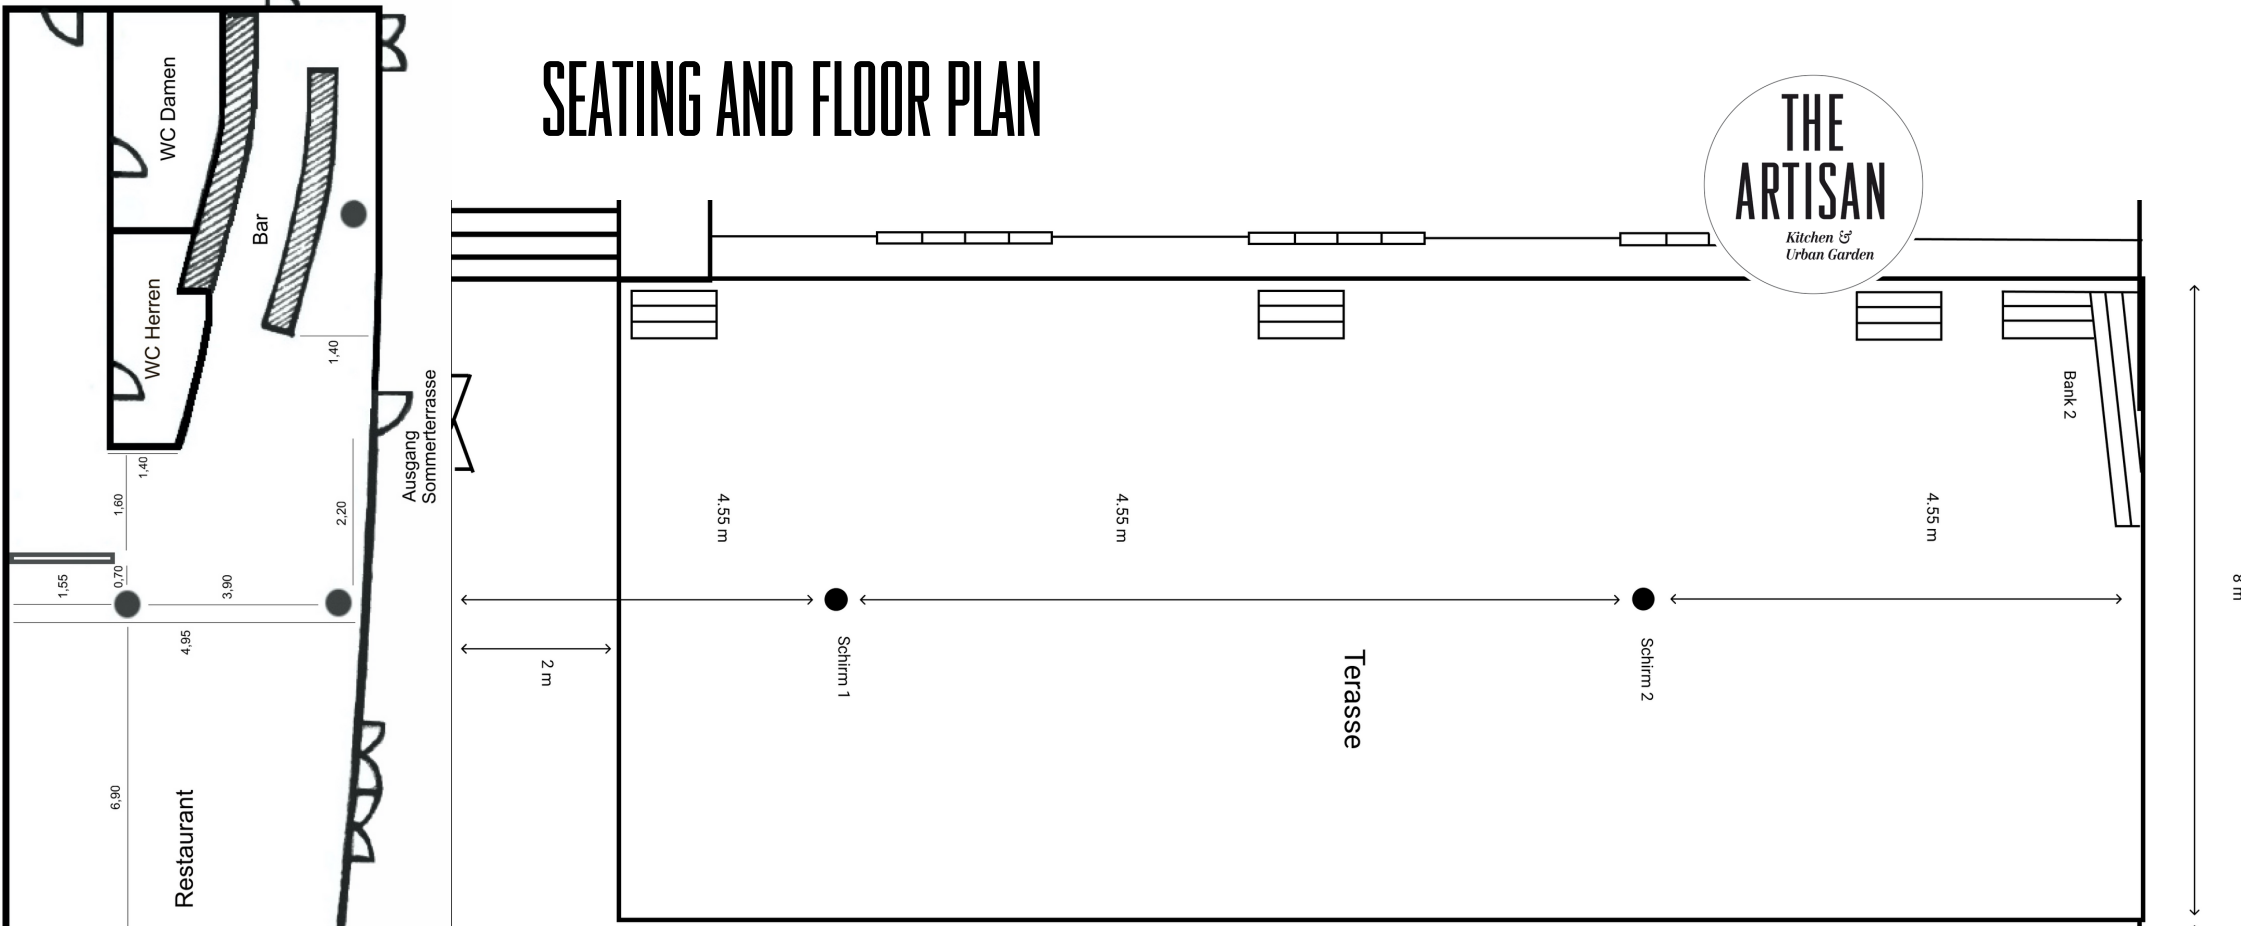 SEATING AND FLOOR PLAN
THE
ARTISAN
Kitchen &
Urban Garden
WC Damen
Bar
WC Herren
1,40
Ausgang
Sommerterrasse
1,40
1,60
2,20
0,70
1,55
3,90
4,95
6,90
Restaurant
4.55 m
4.55 m
4.55 m
Bank 2
8 m
2 m
Schirm 1
Schirm 2
Terasse